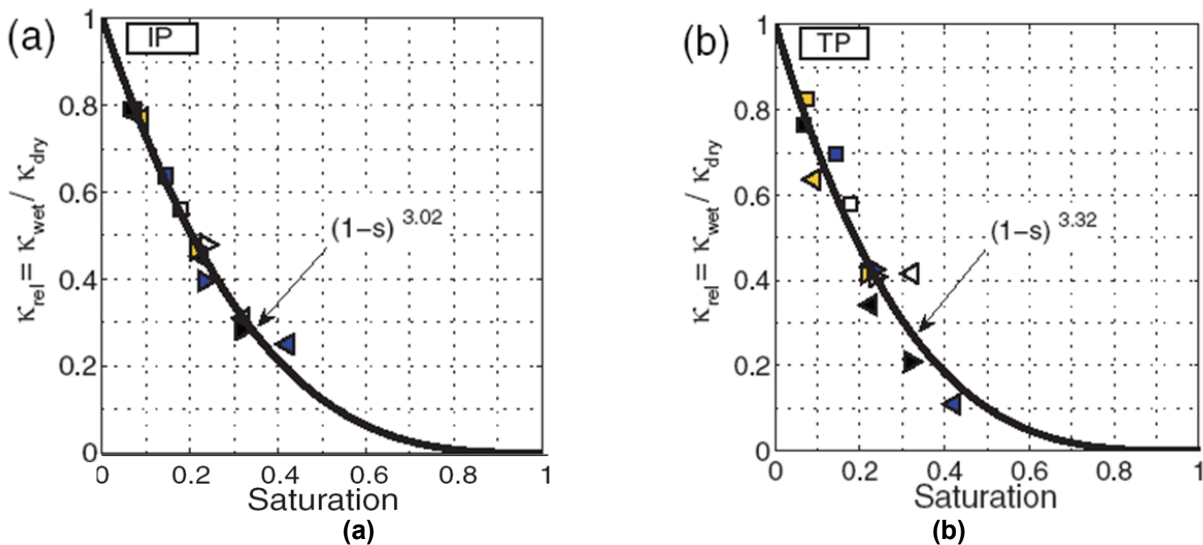 (a)
IP
κrel = κwet / κdry
1
0.8
0.6
0.4
0.2
0
(1−s) 3.02
0 0.2 0.4 0.6 0.8 1
Saturation
(a)
(b)
TP
κrel = κwet / κdry
1
0.8
0.6
0.4
0.2
0
(1−s) 3.32
0 0.2 0.4 0.6 0.8 1
Saturation
(b)